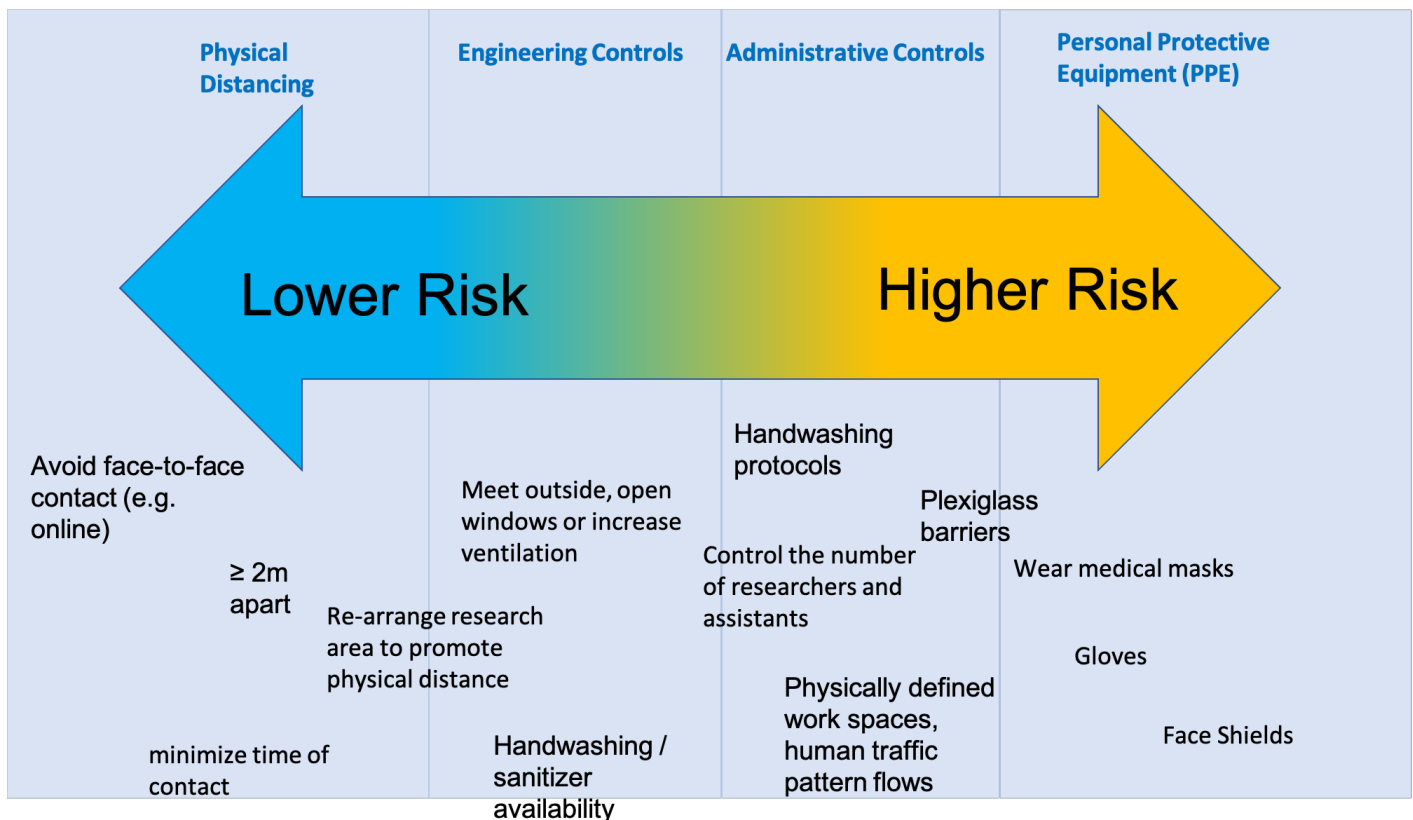 Physical
Distancing
Engineering Controls
Administrative Controls
Personal Protective
Equipment (PPE)
Lower Risk
Higher Risk
Avoid face-to-face
contact (e.g.
online)
≥ 2m
apart
Re-arrange research
area to promote
physical distance
minimize time of
contact
Meet outside, open
windows or increase
ventilation
Handwashing /
sanitizer
availability
Handwashing
protocols
Plexiglass
barriers
Control the number
of researchers and
assistants
Physically defined
work spaces,
human traffic
pattern flows
Wear medical masks
Gloves
Face Shields